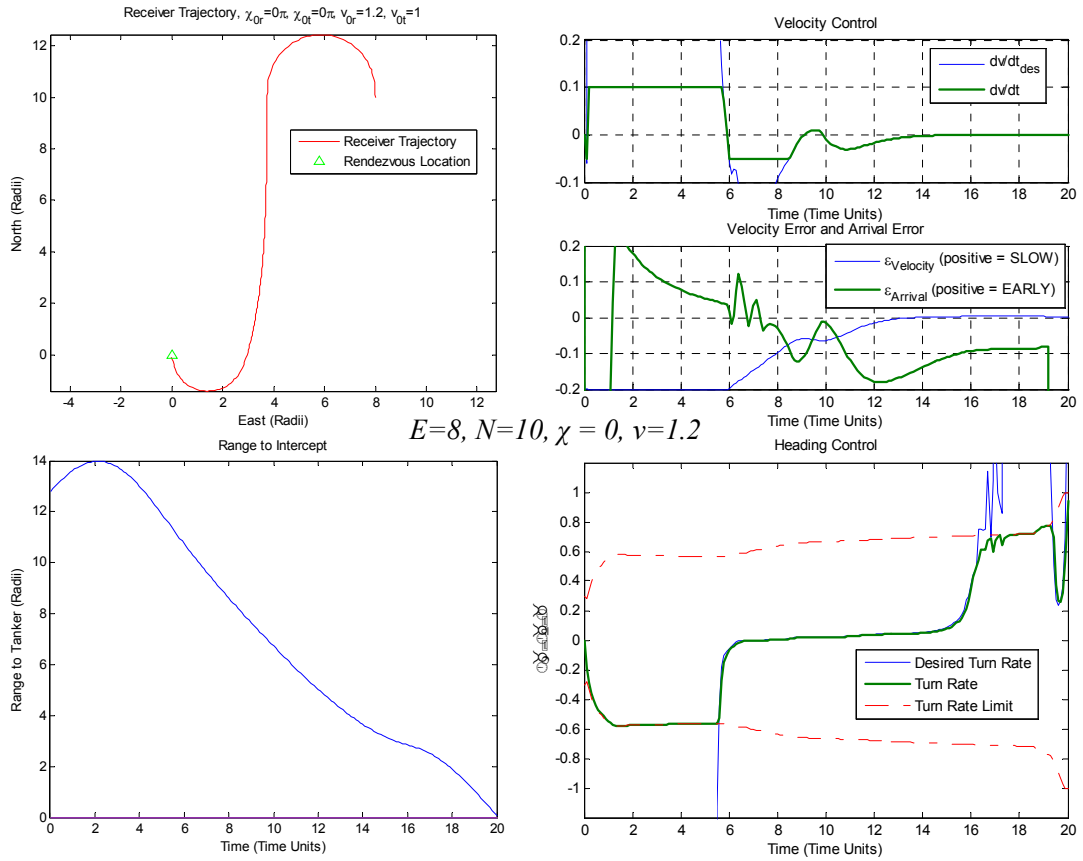 Receiver Trajectory, χ0r=0π, χ0t=0π, v0r=1.2, v0t=1
12
10
8
6
4
2
0
-4 -2 0 2 4 6 8 10 12
North (Radii)
East (Radii)
Receiver Trajectory
Rendezvous Location
Velocity Control
0.2
0.1
0
-0.1
0 2 4 6 8 10 12 14 16 18 20
Time (Time Units)
dv/dtdes
dv/dt
Velocity Error and Arrival Error
0.2
0.1
0
-0.1
-0.2
0 2 4 6 8 10 12 14 16 18 20
Time (Time Units)
εVelocity (positive = SLOW)
εArrival (positive = EARLY)
E=8, N=10, χ = 0, v=1.2
Range to Intercept
14
12
10
8
6
4
2
0
0 2 4 6 8 10 12 14 16 18 20
Range to Tanker (Radii)
Time (Time Units)
Heading Control
1
0.8
0.6
0.4
0.2
0
-0.2
-0.4
-0.6
-0.8
-1
0 2 4 6 8 10 12 14 16 18 20
Time (Time Units)
Desired Turn Rate
Turn Rate
Turn Rate Limit